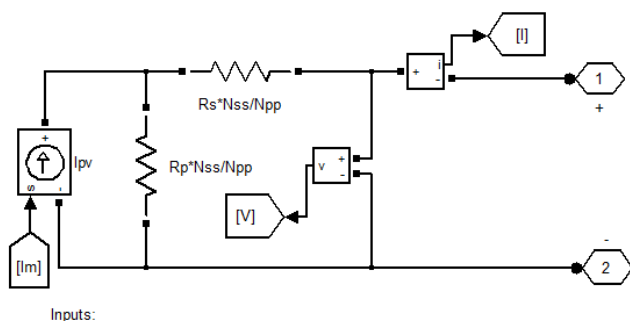 [I]
+
i
-
1
+
Rs*Nss/Npp
+
Ipv
s
-
Rp*Nss/Npp
v
+
-
[V]
[Im]
-
2
Inputs: